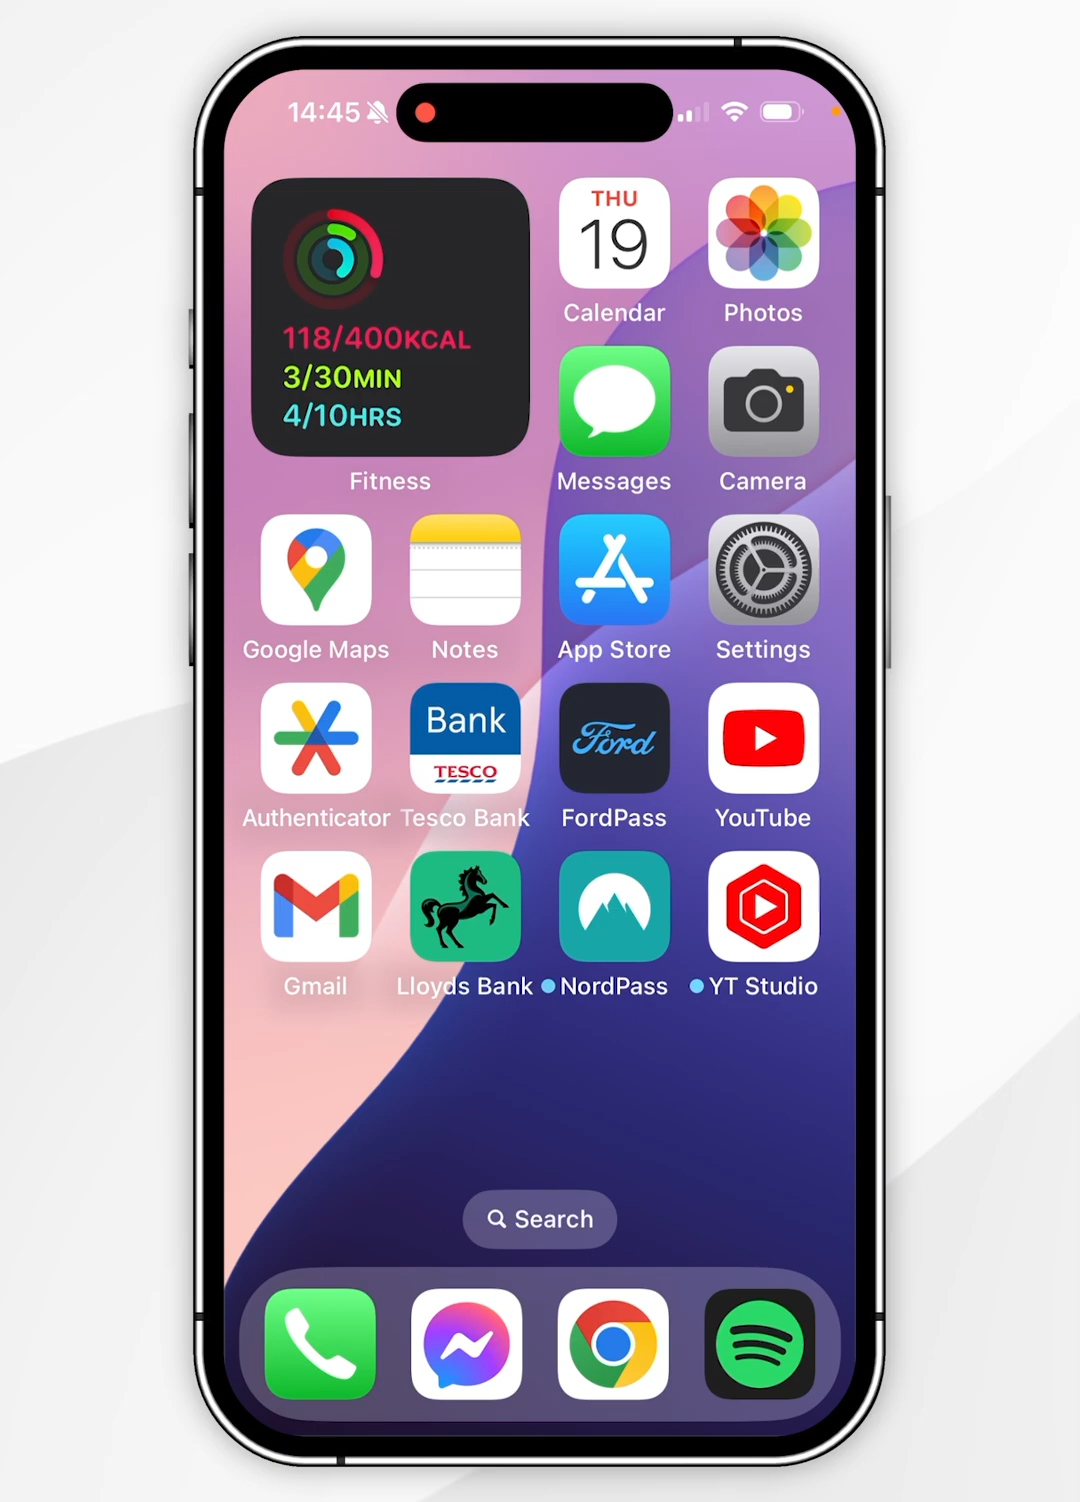 14:45
118/400KCAL
3/30MIN
4/10HRS
Fitness
THU
19
Calendar
Photos
Messages
Camera
Google Maps
Notes
App Store
Settings
Bank
TESCO
Ford
Authenticator
Tesco Bank
FordPass
YouTube
Gmail
Lloyds Bank
NordPass
YT Studio
Search